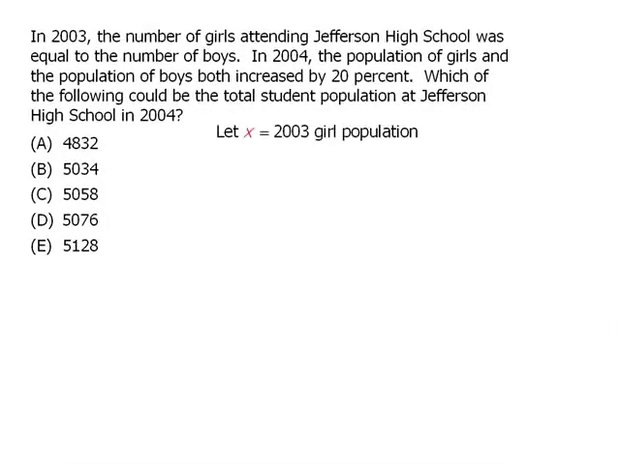 In 2003, the number of girls attending Jefferson High School was
equal to the number of boys.  In 2004, the population of girls and
the population of boys both increased by 20 percent.  Which of
the following could be the total student population at Jefferson
High School in 2004?
Let x = 2003 girl population
(A) 4832
(B) 5034
(C) 5058
(D) 5076
(E) 5128